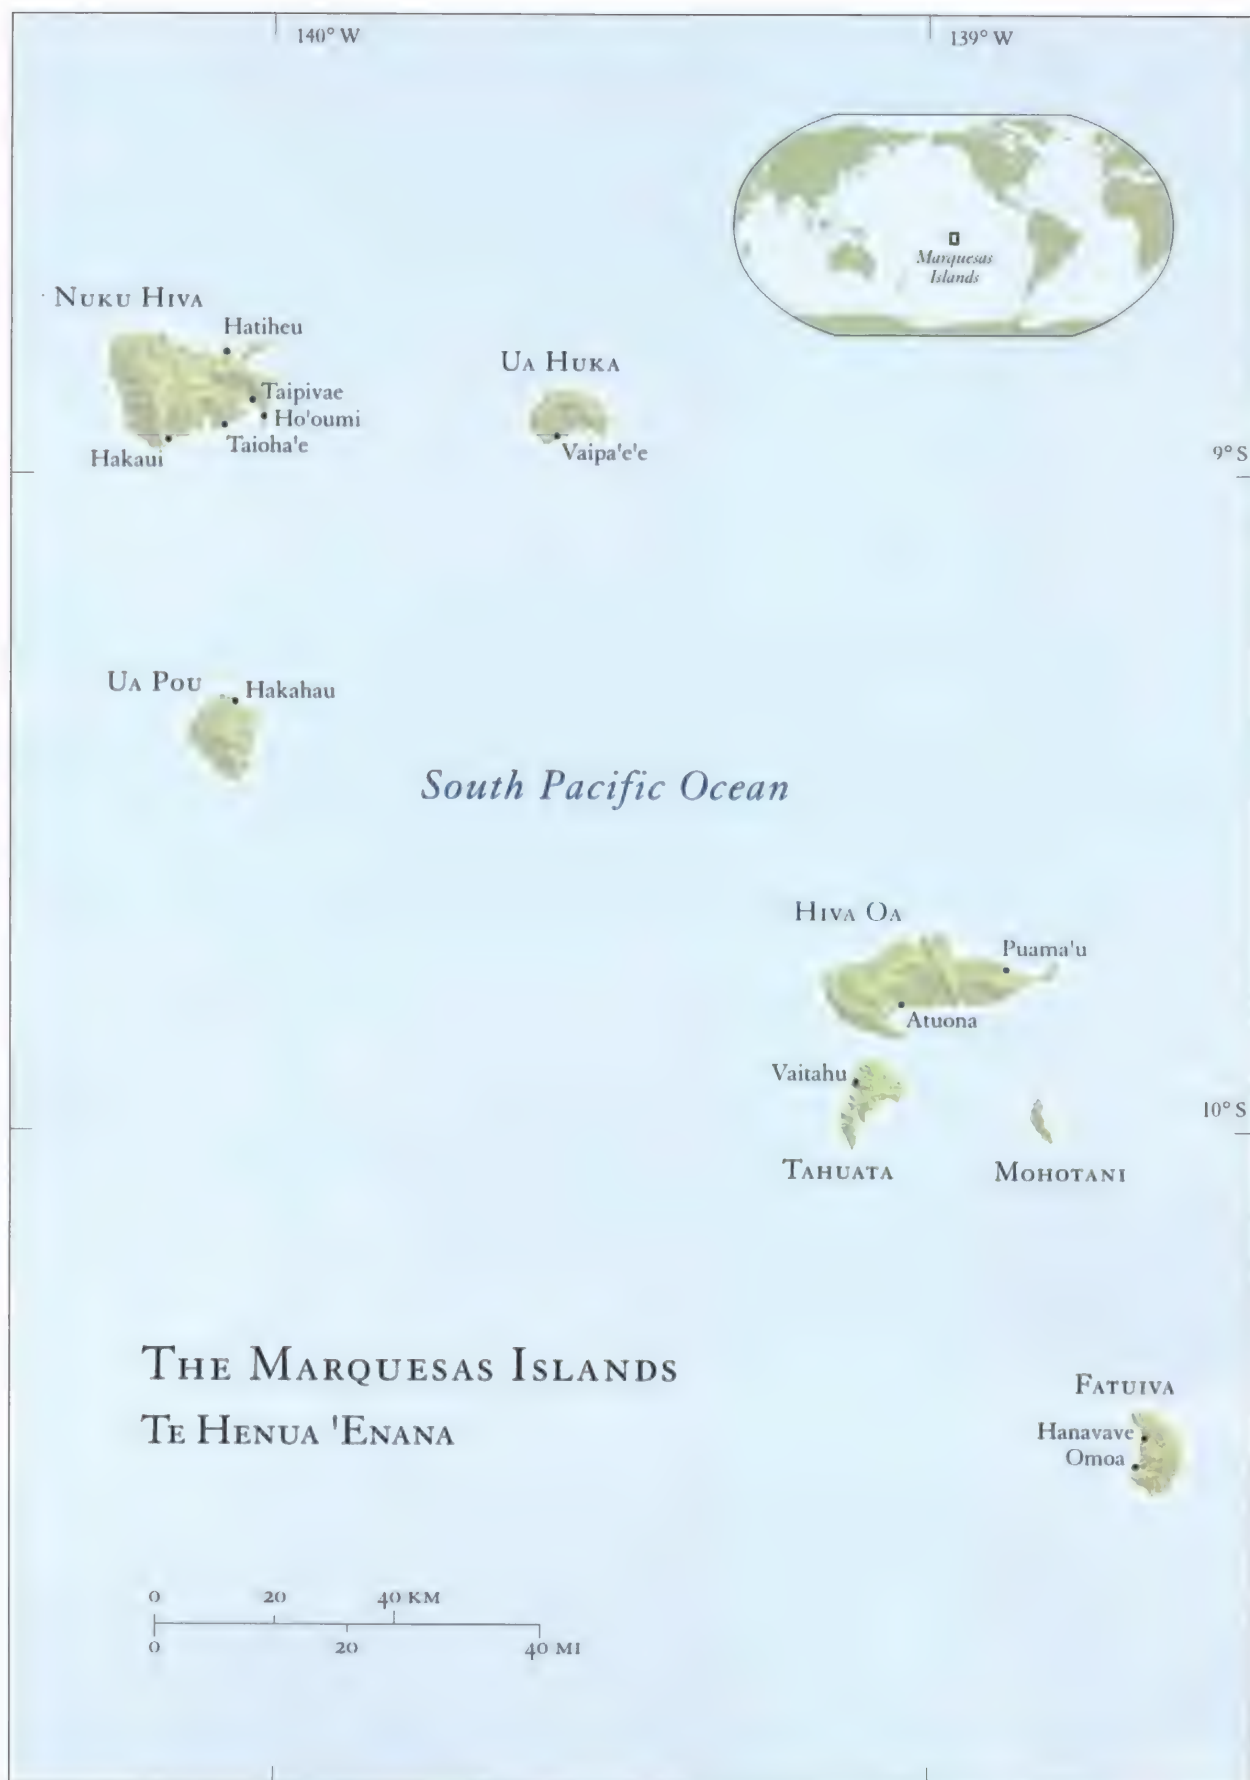 140° W
139° W
Marquesas
Islands
NUKU HIVA
Hatiheu
UA HUKA
Taipivae
Ho'oumi
Taioha'e
Hakaui
Vaipa'e'e
9° S
UA POU
Hakahau
South Pacific Ocean
HIVA OA
Puama'u
Atuona
Vaitahu
10° S
TAHUATA
MOHOTANI
THE MARQUESAS ISLANDS
TE HENUA 'ENANA
FATUIVA
Hanavave
Omoa
0 20 40 KM
0 20 40 MI